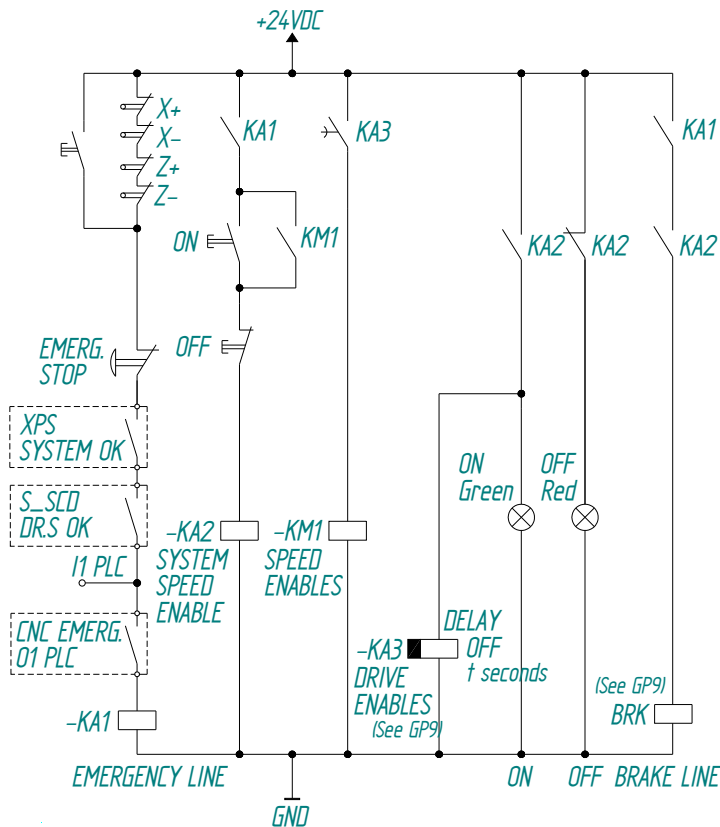 +24VDC
X+
X-
Z+
Z-
KA1
KA3
KA1
ON
KM1
KA2
KA2
KA2
EMERG.
STOP
OFF
XPS
SYSTEM OK
S_SCD
DR.S OK
I1 PLC
CNC EMERG.
O1 PLC
-KA1
-KA2
SYSTEM
SPEED
ENABLE
-KM1
SPEED
ENABLES
ON
Green
OFF
Red
DELAY
OFF
t seconds
-KA3
DRIVE
ENABLES
(See GP9)
(See GP9)
BRK
EMERGENCY LINE
GND
ON
OFF
BRAKE LINE